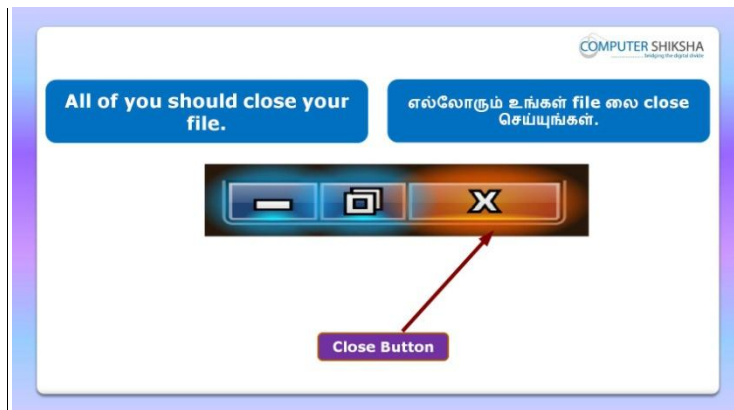 COMPUTER SHIKSHA
bridging the digital divide
All of you should close your
file.
எல்லோரும் உங்கள் file லை close
செய்யுங்கள்.
X
Close Button